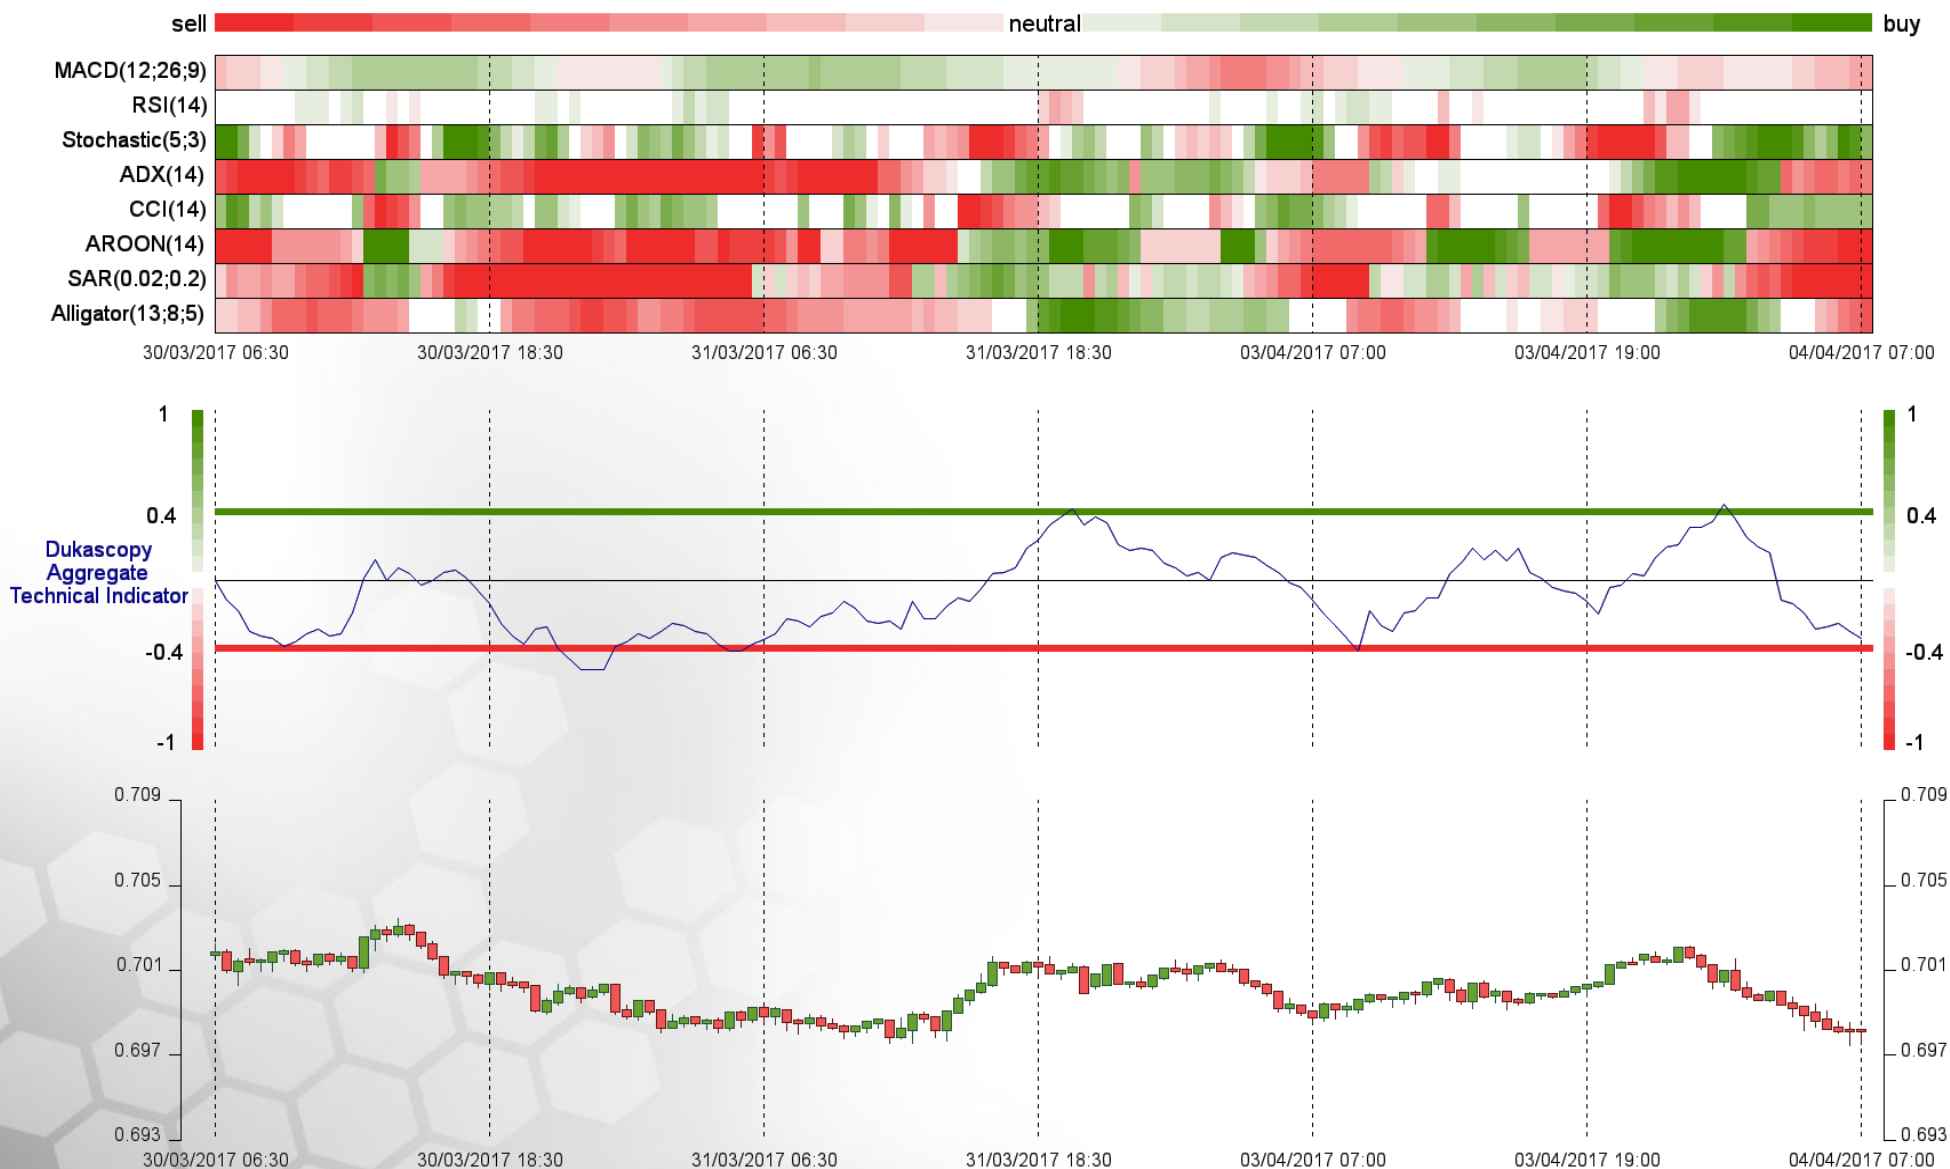 sell neutral buy
MACD(12;26;9)
RSI(14)
Stochastic(5;3)
ADX(14)
CCI(14)
AROON(14)
SAR(0.02;0.2)
Alligator(13;8;5)
30/03/2017 06:30 30/03/2017 18:30 31/03/2017 06:30 31/03/2017 18:30 03/04/2017 07:00 03/04/2017 19:00 04/04/2017 07:00
1 1
0.4 0.4
Dukascopy
Aggregate
Technical Indicator
-0.4 -0.4
-1 -1
0.709 0.709
0.705 0.705
0.701 0.701
0.697 0.697
0.693 0.693
30/03/2017 06:30 30/03/2017 18:30 31/03/2017 06:30 31/03/2017 18:30 03/04/2017 07:00 03/04/2017 19:00 04/04/2017 07:00